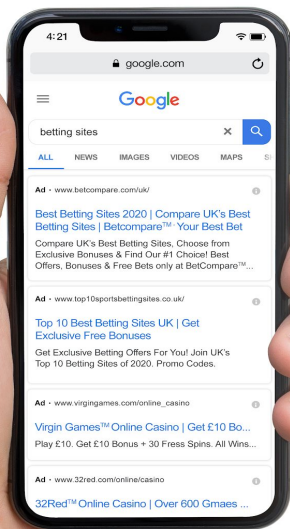 4:21
google.com
Google
betting sites
ALL NEWS IMAGES VIDEOS MAPS
Ad · www.betcompare.com/uk/
Best Betting Sites 2020 | Compare UK's Best
Betting Sites | Betcompare™ Your Best Bet
Compare UK's Best Betting Sites, Choose from
Exclusive Bonuses & Find Our #1 Choice! Best
Offers, Bonuses & Free Bets only at BetCompare™...
Ad · www.top10sportsbettingsites.co.uk/
Top 10 Best Betting Sites UK | Get
Exclusive Free Bonuses
Get Exclusive Betting Offers For You! Join UK's
Top 10 Betting Sites of 2020. Promo Codes.
Ad · www.virgingames.com/online_casino
Virgin Games™ Online Casino | Get £10 Bo...
Play £10. Get £10 Bonus + 30 Fress Spins. All Wins...
Ad · www.32red.com/online/casino
32Red™ Online Casino | Over 600 Gmaes ...